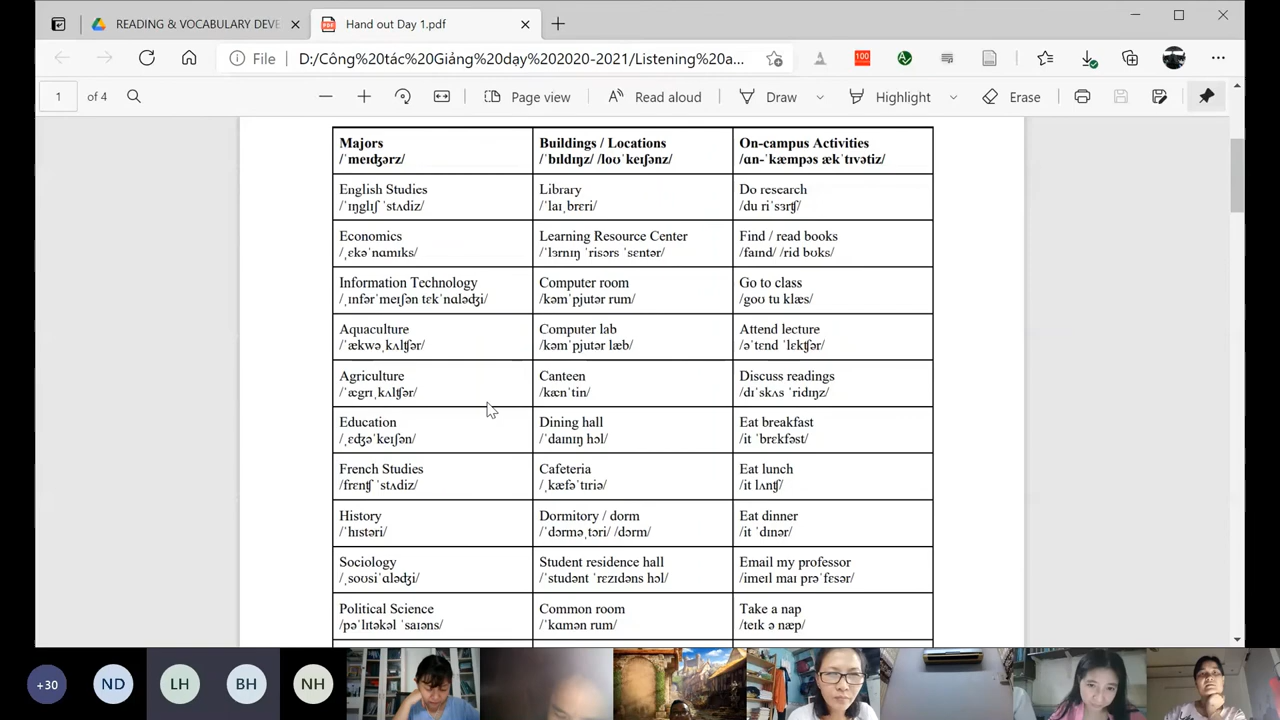 READING & VOCABULARY DEVE
Hand out Day 1.pdf
File
D:/Công%20tác%20Giảng%20dạy%202020-2021/Listening%20a...
100
1 of 4
Page view
Read aloud
Draw
Highlight
Erase
Majors
/ˈmeɪʤərz/
Buildings / Locations
/ˈbɪldɪŋz/ /loʊˈkeɪʃənz/
On-campus Activities
/ɑn-ˈkæmpəs ækˈtɪvətiz/
English Studies
/ˈɪŋglɪʃ ˈstʌdiz/
Library
/ˈlaɪˌbrɛri/
Do research
/du riˈsɜrʧ/
Economics
/ˌɛkəˈnɑmɪks/
Learning Resource Center
/ˈlɜrnɪŋ ˈrisɔrs ˈsɛntər/
Find / read books
/faɪnd/ /rid bʊks/
Information Technology
/ˌɪnfərˈmeɪʃən tɛkˈnɑləʤi/
Computer room
/kəmˈpjutər rum/
Go to class
/goʊ tu klæs/
Aquaculture
/ˈækwəˌkʌlʧər/
Computer lab
/kəmˈpjutər læb/
Attend lecture
/əˈtɛnd ˈlɛkʧər/
Agriculture
/ˈægrɪˌkʌlʧər/
Canteen
/kænˈtin/
Discuss readings
/dɪˈskʌs ˈridɪŋz/
Education
/ˌɛʤəˈkeɪʃən/
Dining hall
/ˈdaɪnɪŋ hɔl/
Eat breakfast
/it ˈbrɛkfəst/
French Studies
/frɛnʧ ˈstʌdiz/
Cafeteria
/ˌkæfəˈtɪriə/
Eat lunch
/it lʌnʧ/
History
/ˈhɪstəri/
Dormitory / dorm
/ˈdɔrməˌtɔri/ /dɔrm/
Eat dinner
/it ˈdɪnər/
Sociology
/ˌsoʊsiˈɑləʤi/
Student residence hall
/ˈstudənt ˈrɛzɪdəns hɔl/
Email my professor
/imeɪl maɪ prəˈfɛsər/
Political Science
/pəˈlɪtəkəl ˈsaɪəns/
Common room
/ˈkɑmən rum/
Take a nap
/teɪk ə næp/
+30
ND
LH
BH
NH